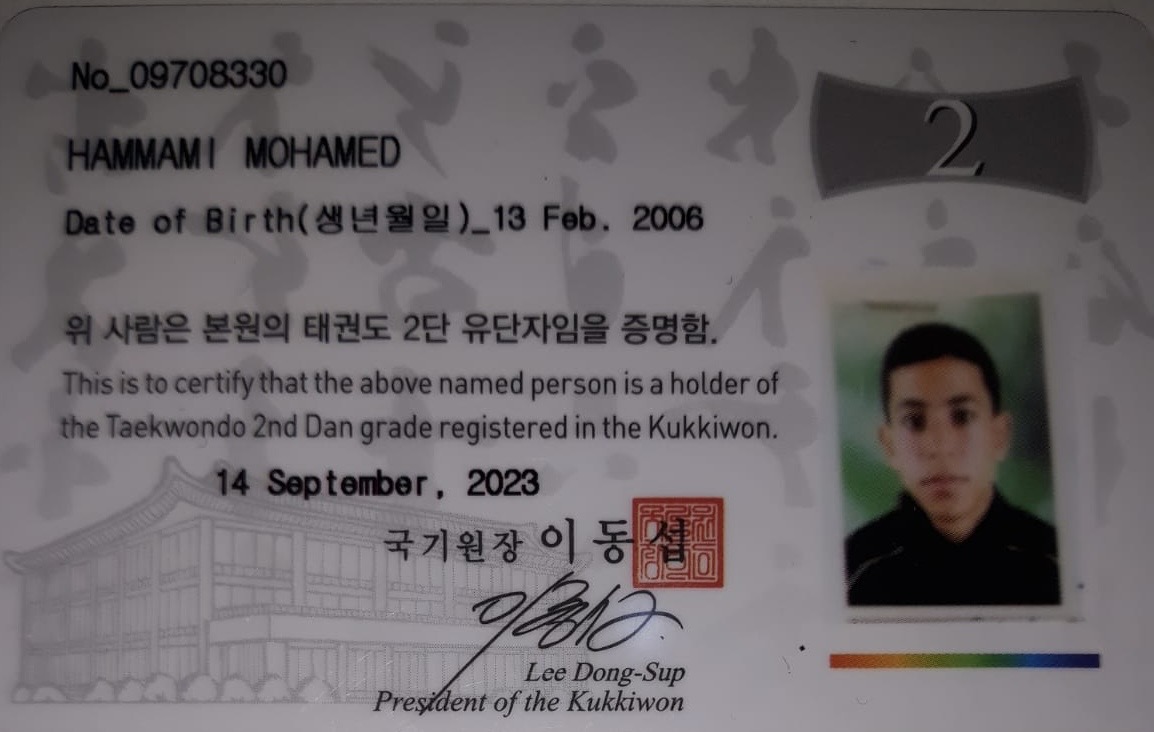 No_09708330
2
HAMMAMI MOHAMED
Date of Birth(생년월일)_13 Feb. 2006
위 사람은 본원의 태권도 2단 유단자임을 증명함.
This is to certify that the above named person is a holder of
the Taekwondo 2nd Dan grade registered in the Kukkiwon.
14 September, 2023
국기원장 이동섭
Lee Dong-Sup
President of the Kukkiwon